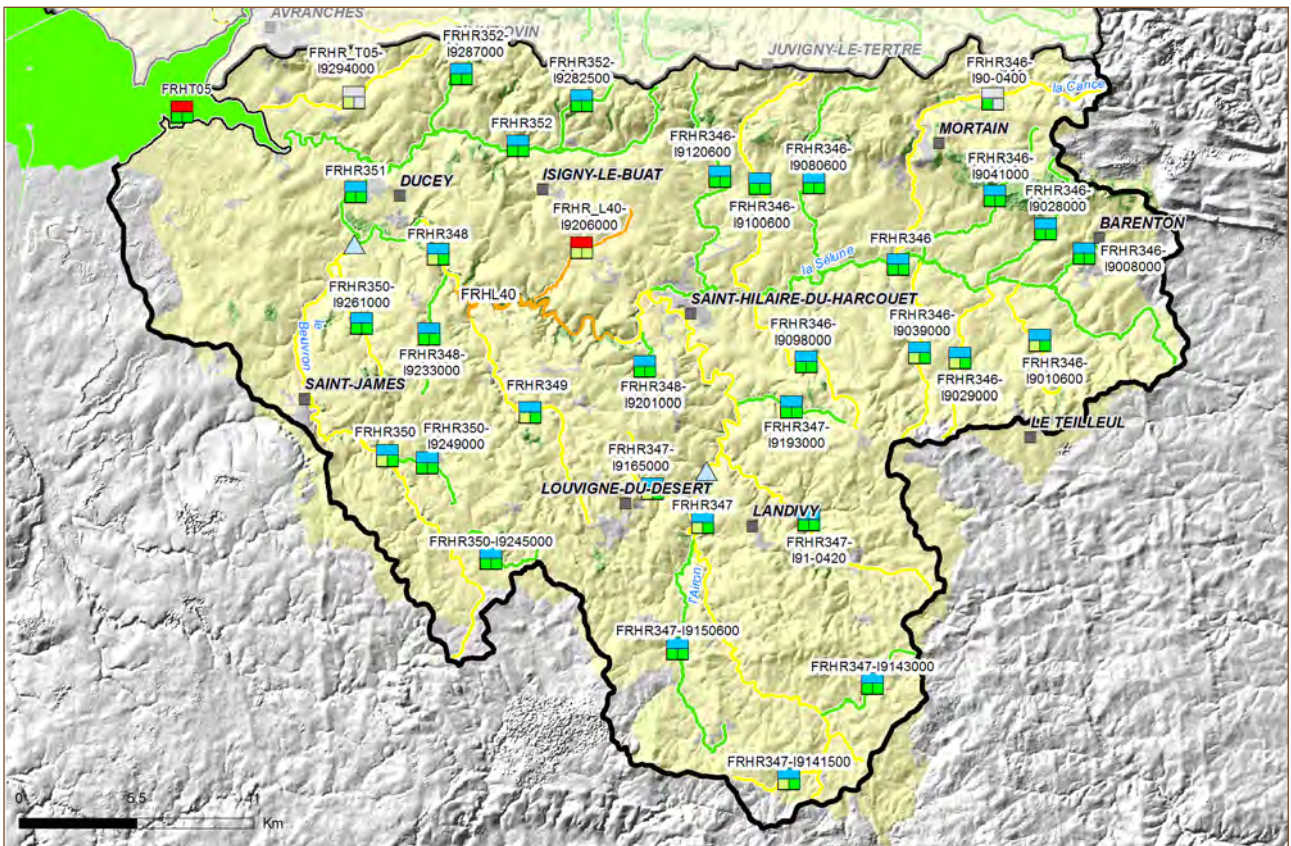 AVRANCHES
FRHR352-
I9287000
FRHR_T05-
I9294000
FRHR352-
I9282500
JUVIGNY-LE-TERTRE
FRHR346-
I90-0400
la Cance
FRHT05
FRHR352
MORTAIN
FRHR346-
I9120600
FRHR346-
I9080600
FRHR346-
I9041000
FRHR351
DUCEY
ISIGNY-LE-BUAT
FRHR346-
I9100600
FRHR346-
I9028000
FRHR_L40-
I9206000
BARENTON
FRHR348
FRHR346
FRHR346-
I9008000
la Sélune
FRHR350-
I9261000
FRHL40
SAINT-HILAIRE-DU-HARCOUET
le
Beuvron
FRHR346-
I9039000
FRHR346-
I9098000
FRHR348-
I9233000
FRHR346-
I9010600
FRHR346-
I9029000
SAINT-JAMES
FRHR349
FRHR348-
I9201000
FRHR347-
I9193000
LE TEILLEUL
FRHR350
FRHR350-
I9249000
FRHR347-
I9165000
LOUVIGNE-DU-DESERT
FRHR347
LANDIVY
FRHR347-
I91-0420
FRHR350-I9245000
l'Airon
FRHR347-I9150600
FRHR347-I9143000
FRHR347-I9141500
0 5.5 11
Km